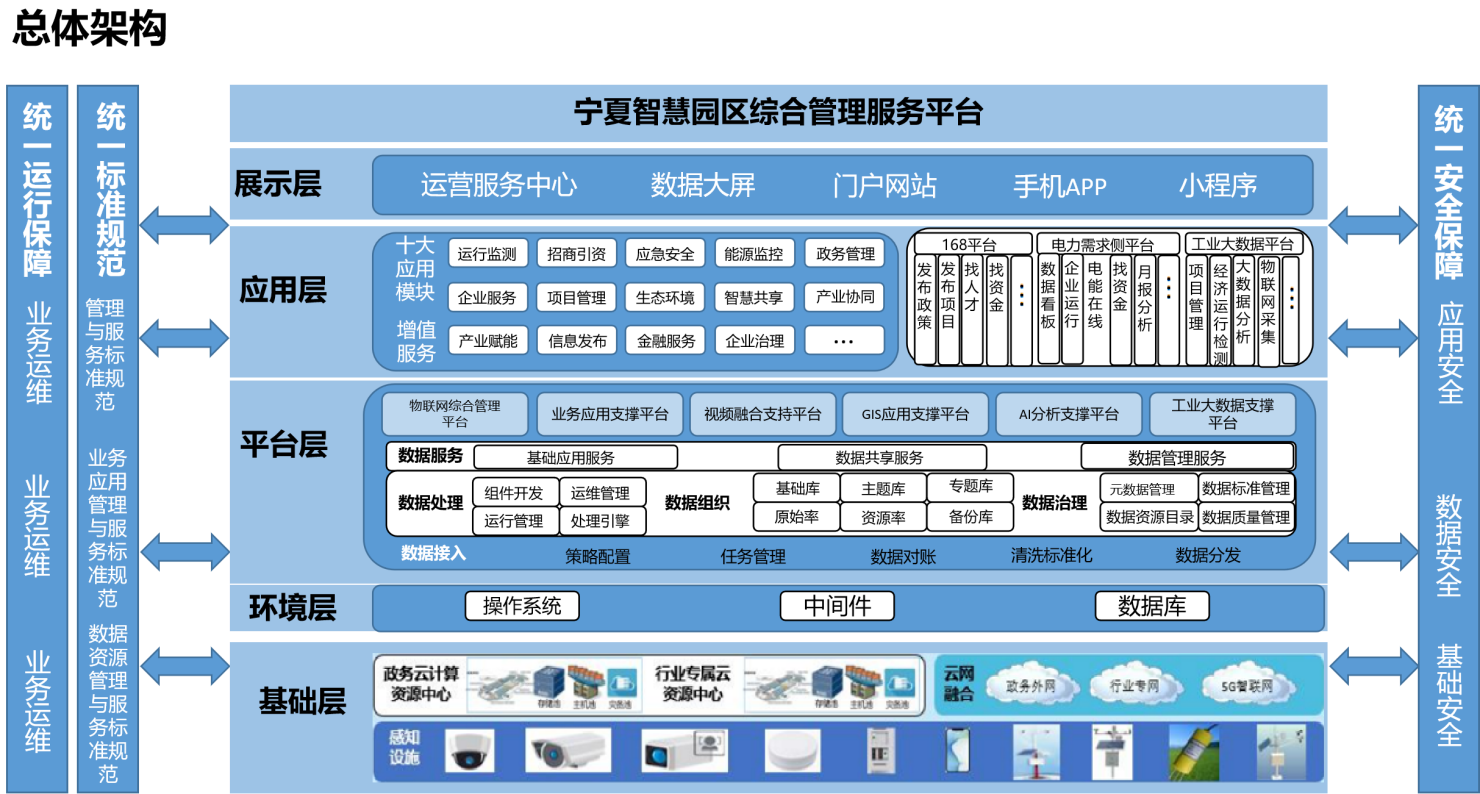 总体架构
统一运行保障
业务运维
业务运维
业务运维
统一标准规范
管理与服务标准规范
业务应用管理与服务标准规范
数据资源管理与服务标准规范
宁夏智慧园区综合管理服务平台
展示层
运营服务中心 数据大屏 门户网站 手机APP 小程序
应用层
十大应用模块
运行监测 招商引资 应急安全 能源监控 政务管理
企业服务 项目管理 生态环境 智慧共享 产业协同
增值服务
产业赋能 信息发布 金融服务 企业治理 ...
168平台
发布政策 发布项目 找人才 找资金 ...
电力需求侧平台
数据看板 企业运行 电能在线 找资金 月报分析 ...
工业大数据平台
项目管理 经济运行检测 大数据分析 物联网采集 ...
平台层
物联网综合管理平台 业务应用支撑平台 视频融合支持平台 GIS应用支撑平台 AI分析支撑平台 工业大数据支撑平台
数据服务 基础应用服务 数据共享服务 数据管理服务
数据处理
组件开发 运维管理
运行管理 处理引擎
数据组织
基础库 主题库 专题库
原始率 资源率 备份库
数据治理
元数据管理 数据标准管理
数据资源目录 数据质量管理
数据接入 策略配置 任务管理 数据对账 清洗标准化 数据分发
环境层
操作系统 中间件 数据库
基础层
政务云计算资源中心
存储池 主机池 灾备池
行业专属云资源中心
存储池 主机池 灾备池
云网融合
政务外网 行业专网 5G智联网
感知设施
统一安全保障
应用安全
数据安全
基础安全